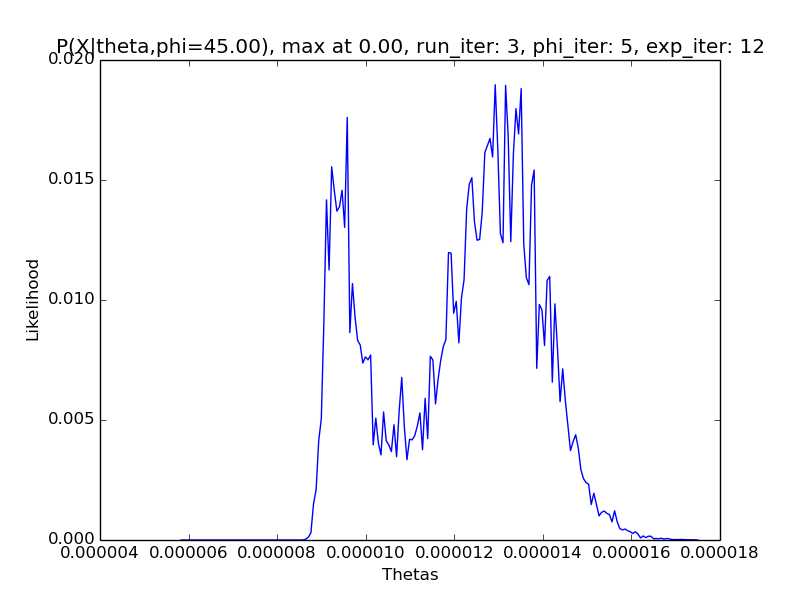 P(X|theta,phi=45.00), max at 0.00, run_iter: 3, phi_iter: 5, exp_iter: 12
0.020
0.015
0.010
0.005
0.000
Likelihood
0.000004 0.000006 0.000008 0.000010 0.000012 0.000014 0.000016 0.000018
Thetas